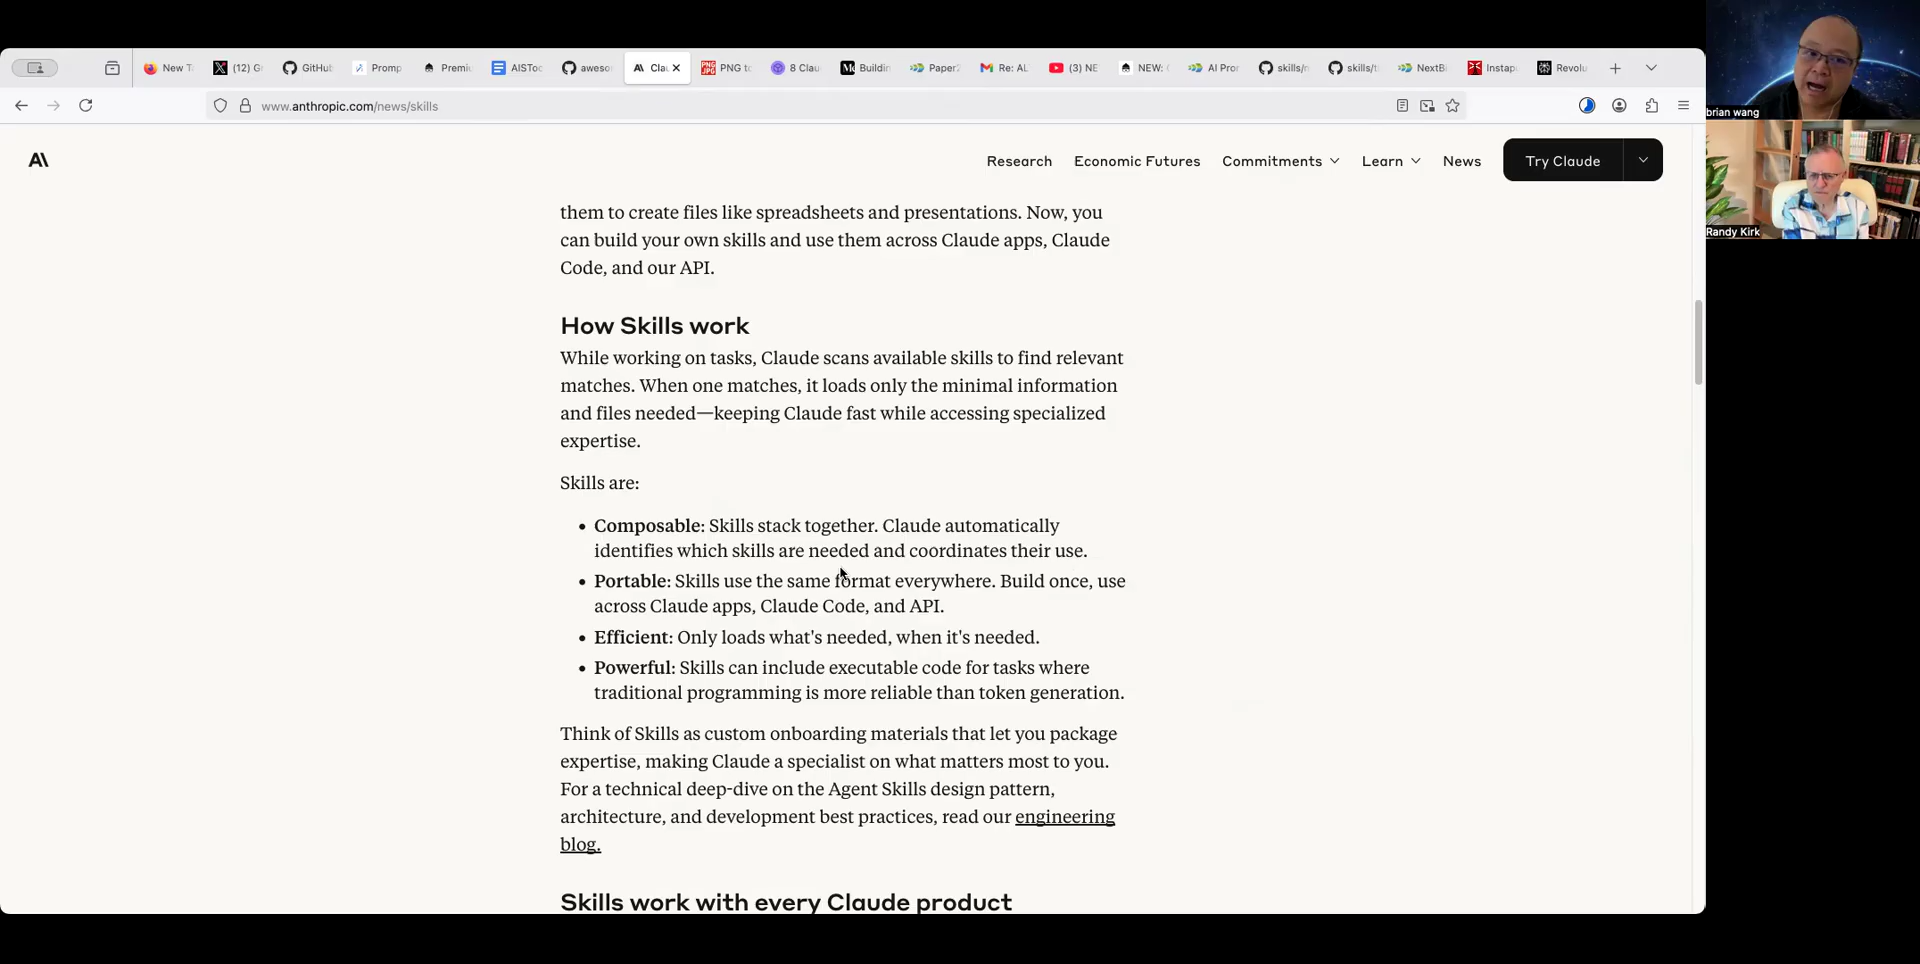 New T
(12) G
GitHub
Promp
Premi
AISToc
aweso
Clau
PNG to
8 Clau
Buildin
Paper2
Re: AL
(3) NE
NEW:
AI Pro
skills/
skills/
NextBi
Instap
Revolu
www.anthropic.com/news/skills
brian wang
Randy Kirk
Research
Economic Futures
Commitments
Learn
News
Try Claude
them to create files like spreadsheets and presentations. Now, you
can build your own skills and use them across Claude apps, Claude
Code, and our API.
How Skills work
While working on tasks, Claude scans available skills to find relevant
matches. When one matches, it loads only the minimal information
and files needed—keeping Claude fast while accessing specialized
expertise.
Skills are:
• Composable: Skills stack together. Claude automatically
identifies which skills are needed and coordinates their use.
• Portable: Skills use the same format everywhere. Build once, use
across Claude apps, Claude Code, and API.
• Efficient: Only loads what's needed, when it's needed.
• Powerful: Skills can include executable code for tasks where
traditional programming is more reliable than token generation.
Think of Skills as custom onboarding materials that let you package
expertise, making Claude a specialist on what matters most to you.
For a technical deep-dive on the Agent Skills design pattern,
architecture, and development best practices, read our engineering
blog.
Skills work with every Claude product